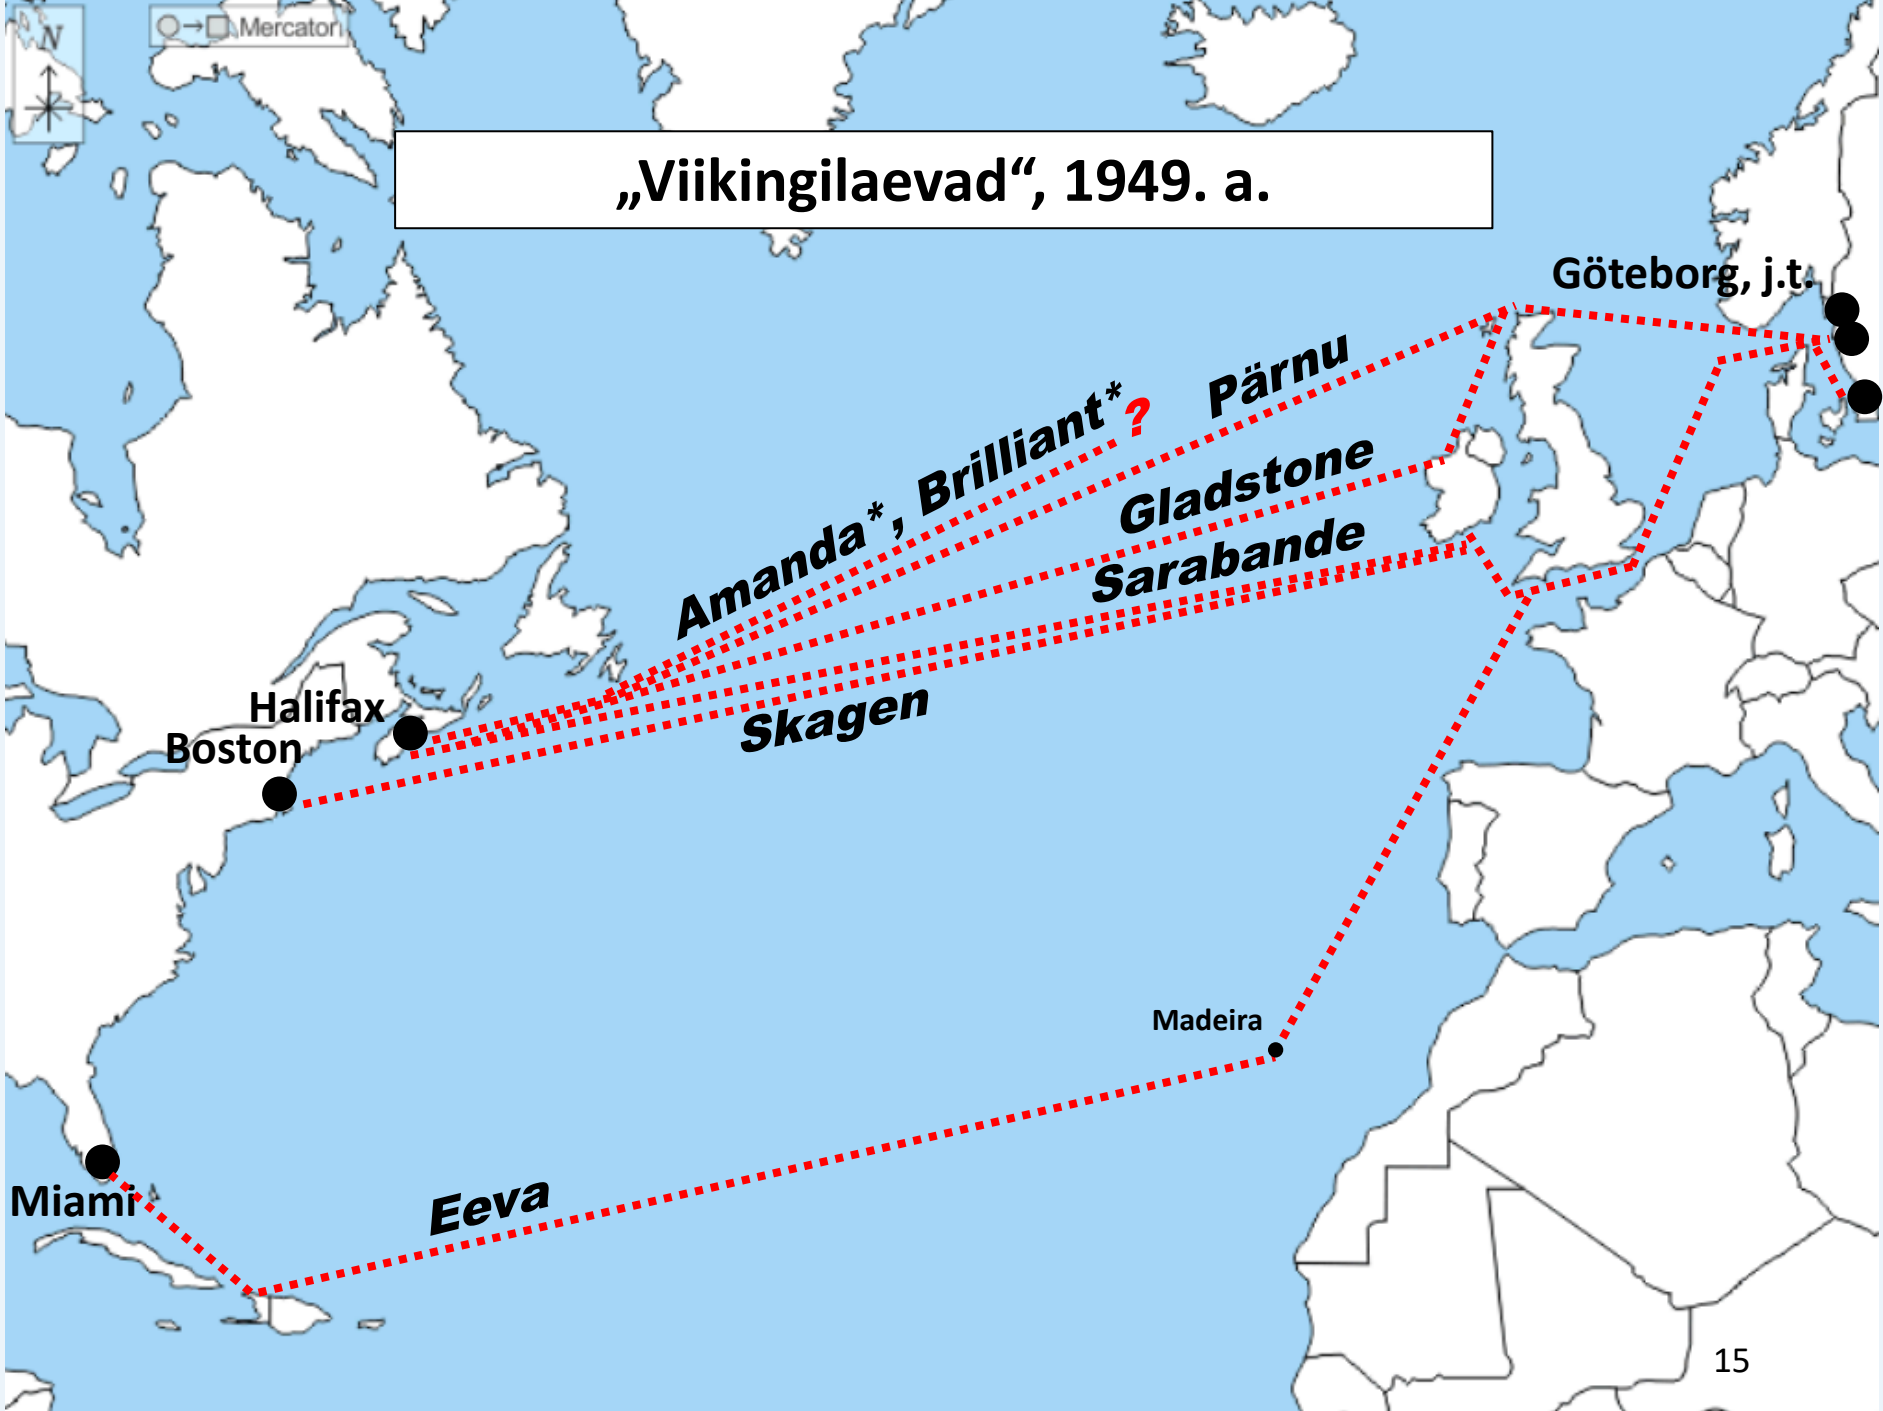 N
Mercator
„Viikingilaevad“, 1949. a.
Göteborg, j.t.
Pärnu
Amanda*, Brilliant*
?
Gladstone
Sarabande
Skagen
Halifax
Boston
Madeira
Eeva
Miami
15